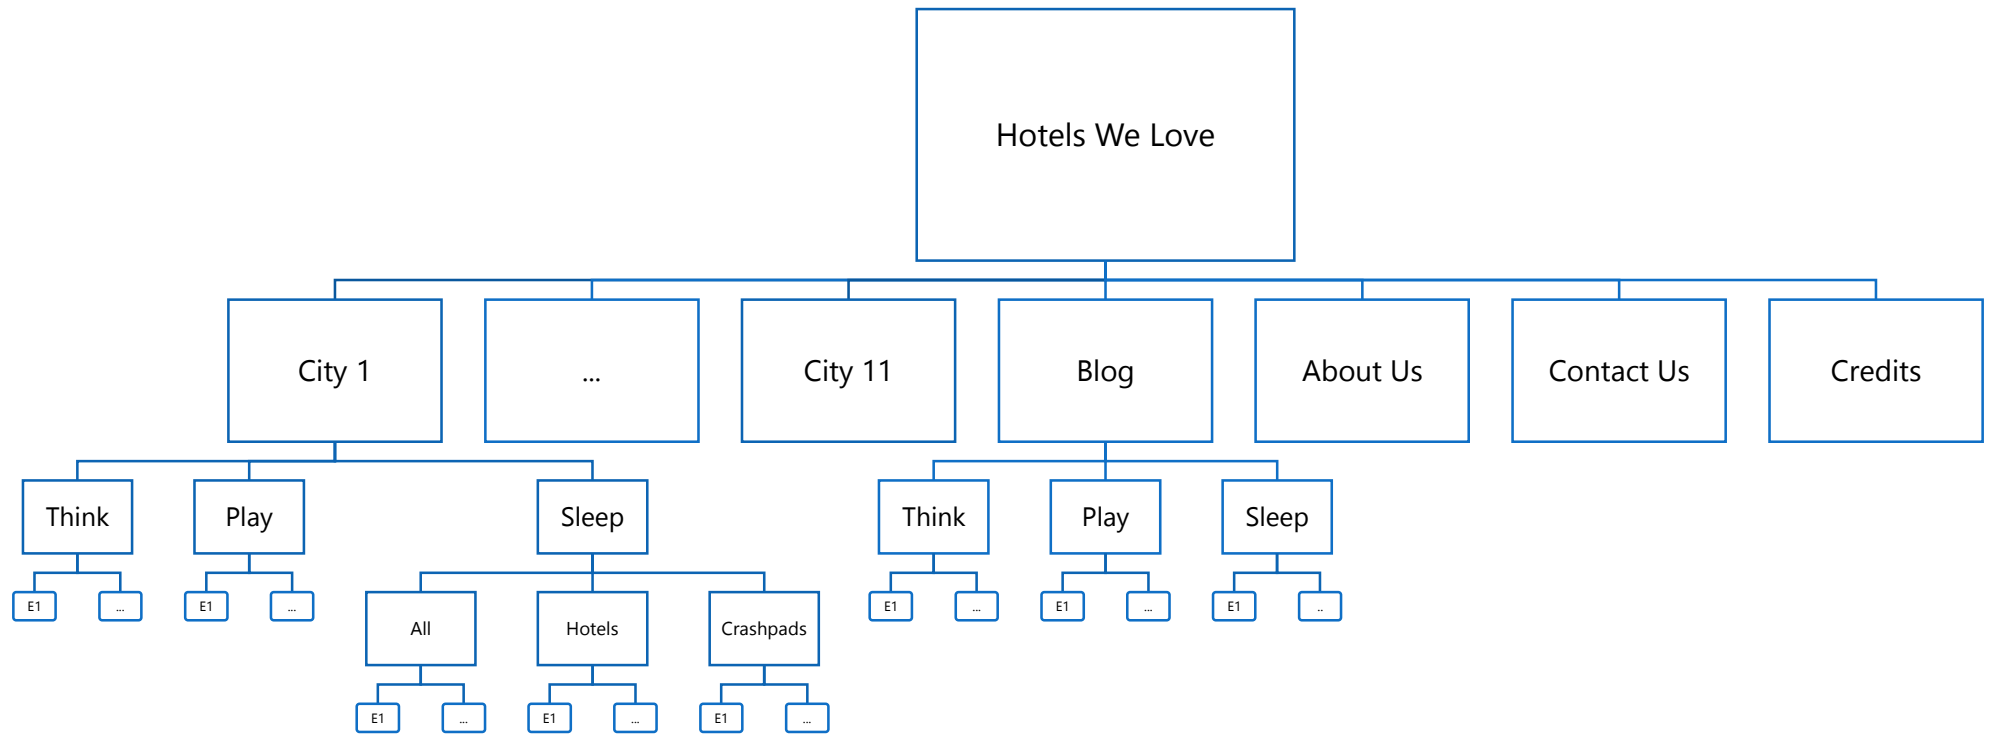 Hotels We Love
City 1
...
City 11
Blog
About Us
Contact Us
Credits
Think
Play
Sleep
Think
Play
Sleep
E1
...
E1
...
All
Hotels
Crashpads
E1
...
E1
...
E1
..
E1
...
E1
...
E1
...